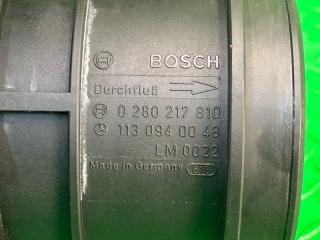 BOSCH
Durchfluß
0 280 217 810
113 094 00 48
LM 0022
Made in Germany